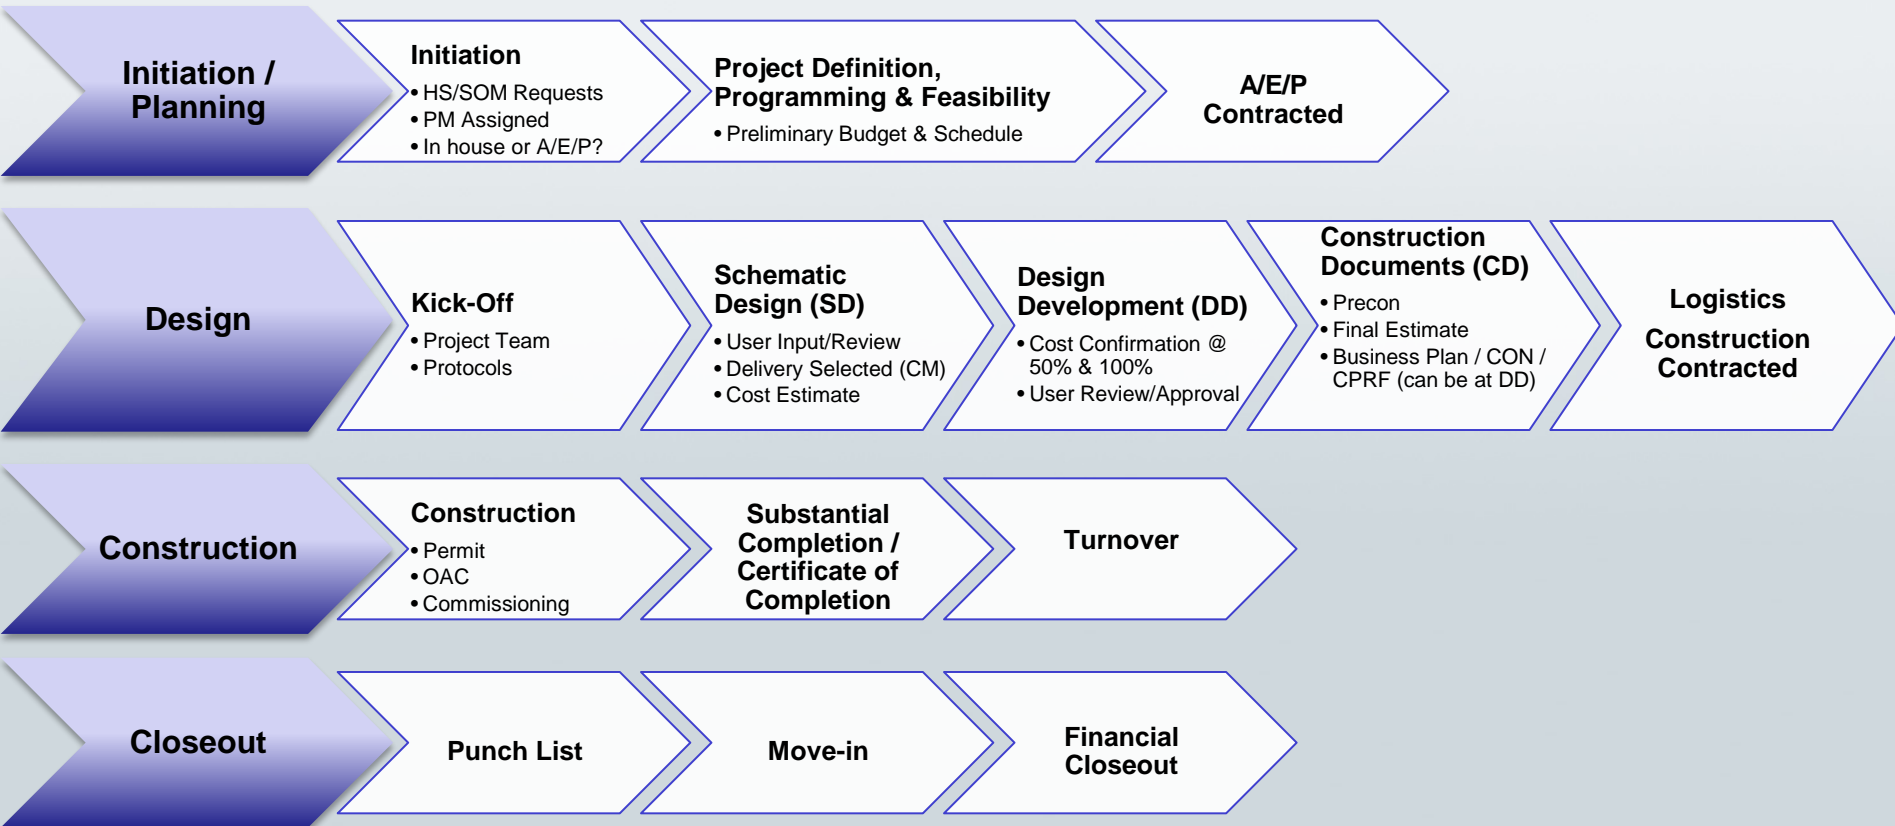 Initiation /
Planning
Initiation
• HS/SOM Requests
• PM Assigned
• In house or A/E/P?
Project Definition,
Programming & Feasibility
• Preliminary Budget & Schedule
A/E/P
Contracted
Design
Kick-Off
• Project Team
• Protocols
Schematic
Design (SD)
• User Input/Review
• Delivery Selected (CM)
• Cost Estimate
Design
Development (DD)
• Cost Confirmation @
50% & 100%
• User Review/Approval
Construction
Documents (CD)
• Precon
• Final Estimate
• Business Plan / CON /
CPRF (can be at DD)
Logistics
Construction
Contracted
Construction
Construction
• Permit
• OAC
• Commissioning
Substantial
Completion /
Certificate of
Completion
Turnover
Closeout
Punch List
Move-in
Financial
Closeout